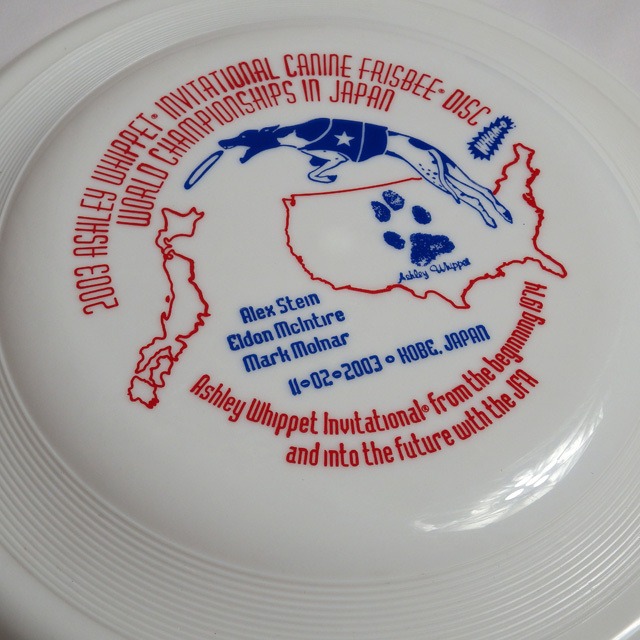 2003 ASHLEY WHIPPET® INVITATIONAL CANINE FRISBEE® DISC
WORLD CHAMPIONSHIPS IN JAPAN
WHAM-O
Ashley Whippet
Alex Stein
Eldon McIntire
Mark Molnar
11•02•2003 • KOBE, JAPAN
Ashley Whippet Invitational® from the beginning 1974
and into the future with the JFA